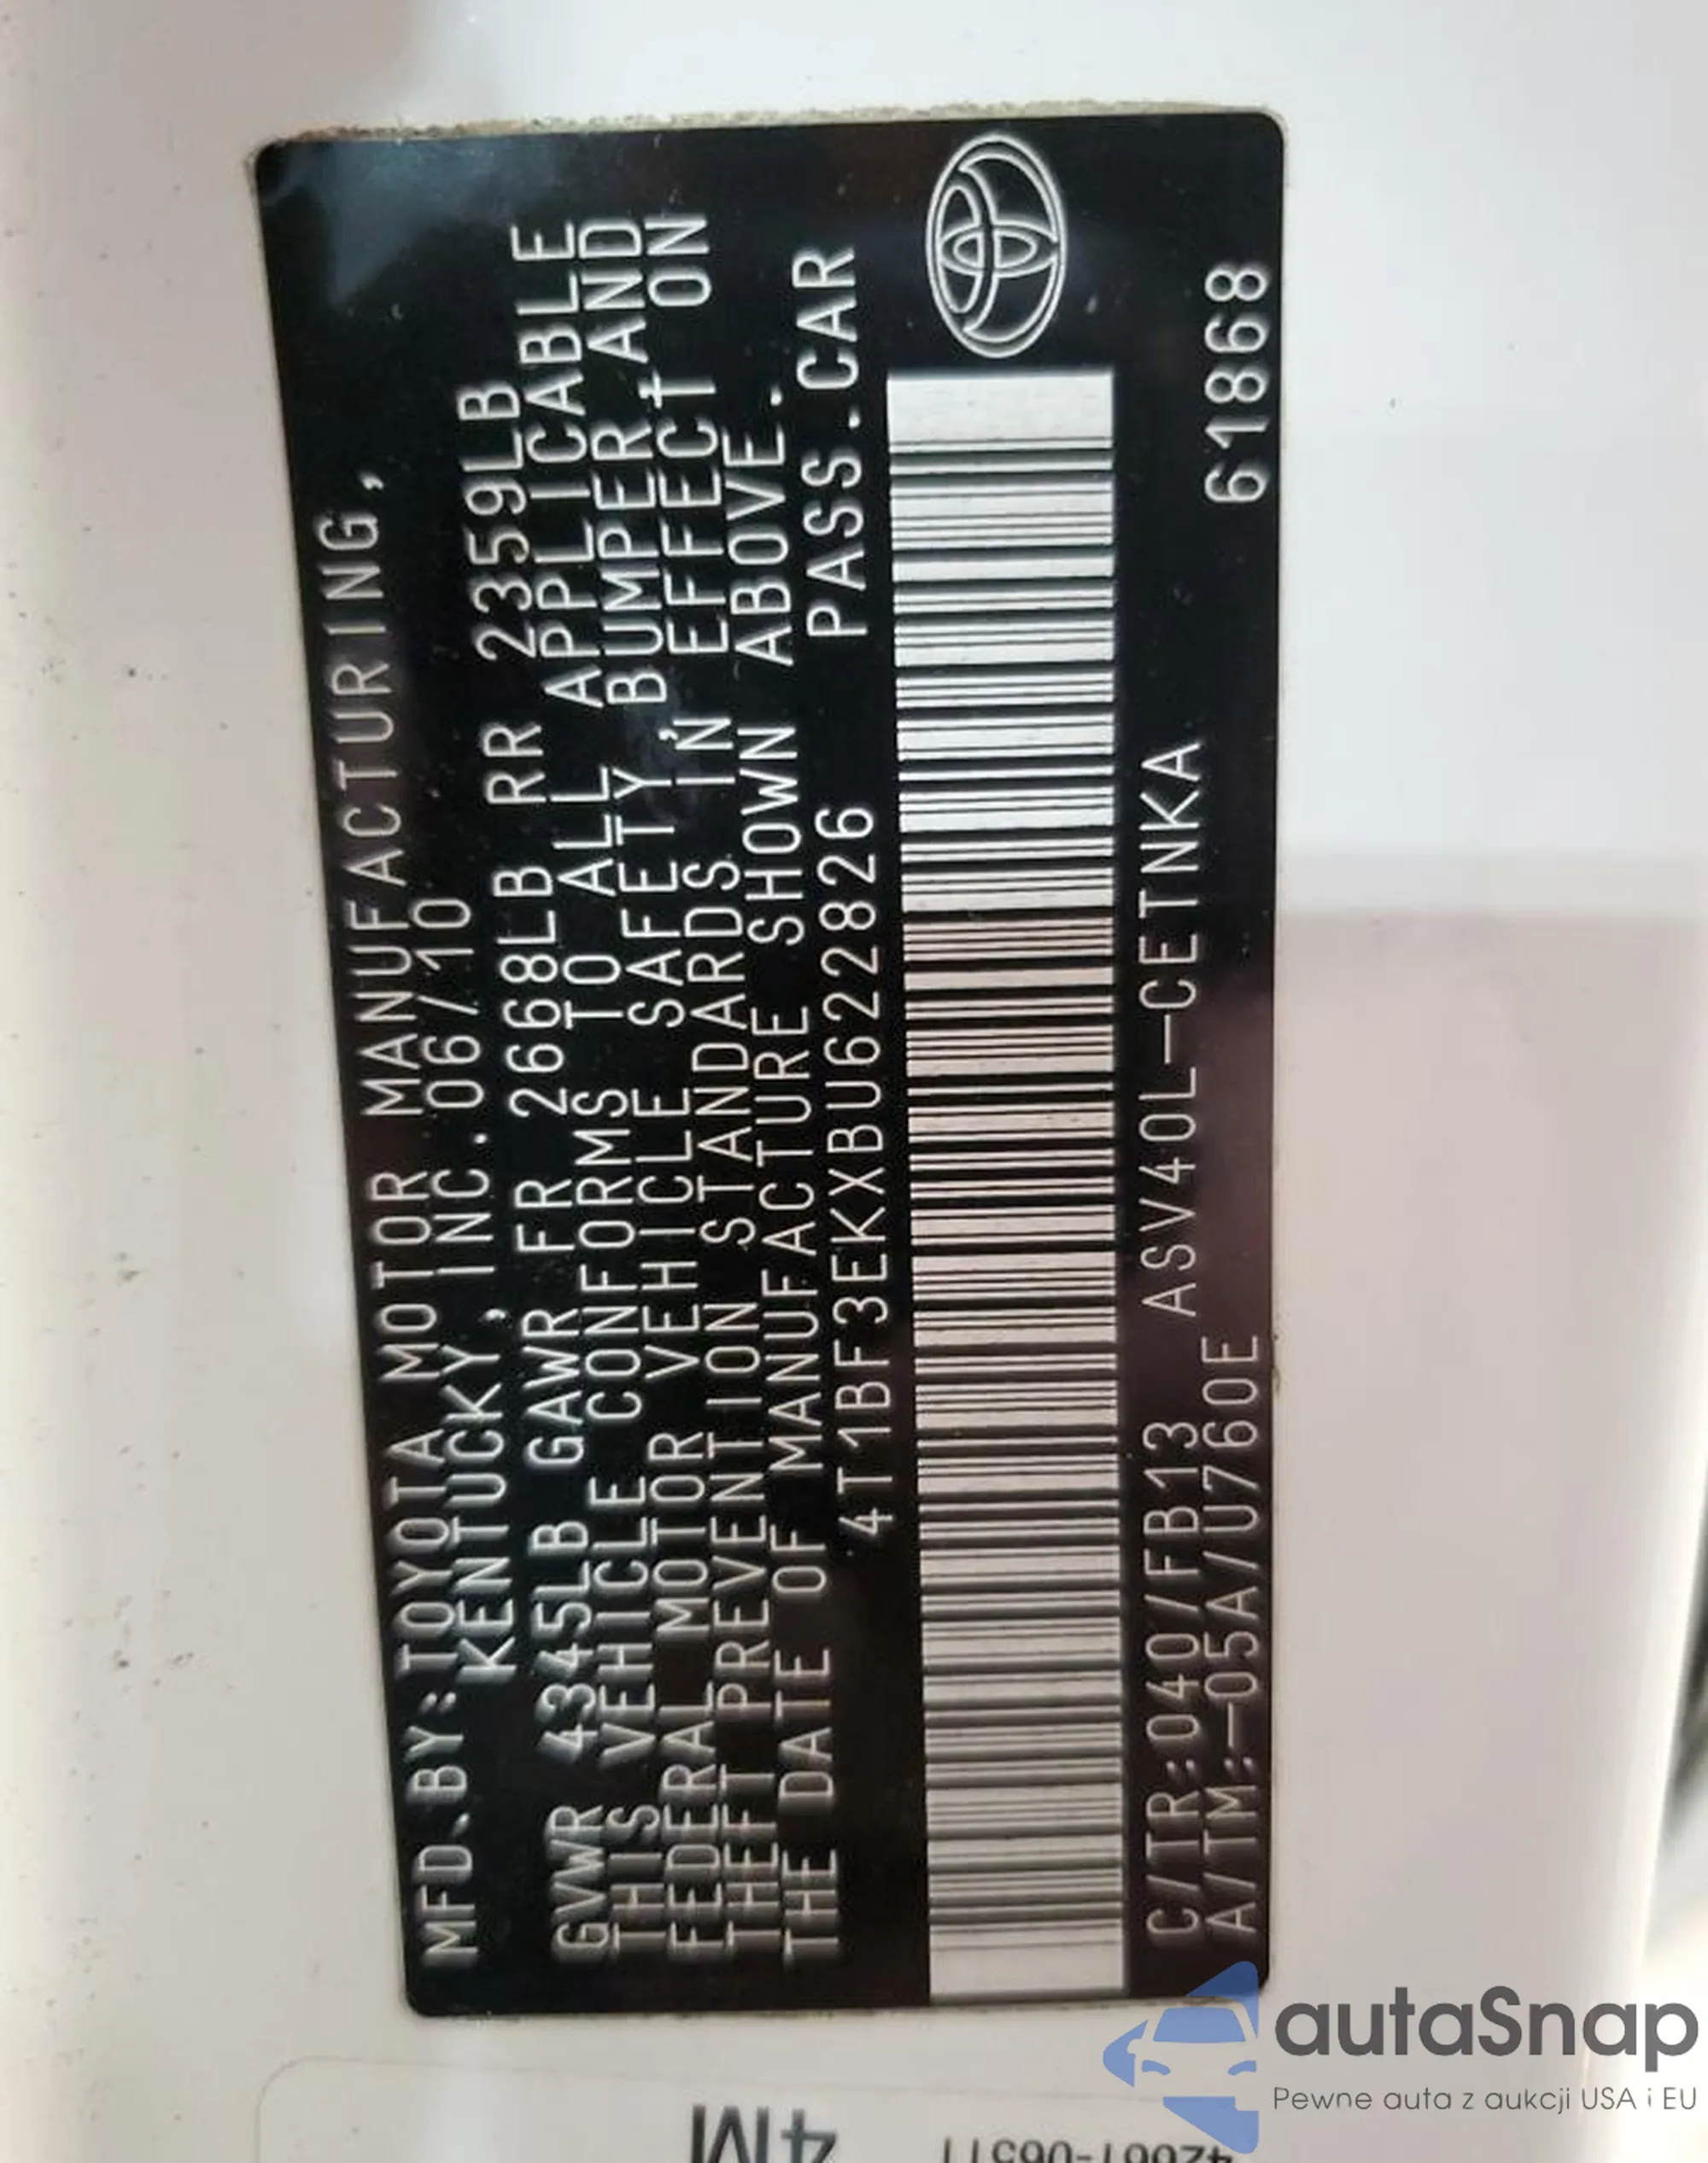 MFD.BY:TOYOTA MOTOR MANUFACTURING,
KENTUCKY, INC. 06/10
GVWR 4345LB GAWR FR 2668LB RR 2359LB
THIS VEHICLE CONFORMS TO ALL APPLICABLE
FEDERAL MOTOR VEHICLE SAFETY, BUMPER, AND
THEFT PREVENTION STANDARDS IN EFFECT ON
THE DATE OF MANUFACTURE SHOWN ABOVE.
4T1BF3EKXBU622826 PASS.CAR
C/TR:040/FB13 ASV40L-CETNKA
A/TM:-05A/U760E 61868
4M
autaSnap
Pewne auta z aukcji USA i EU